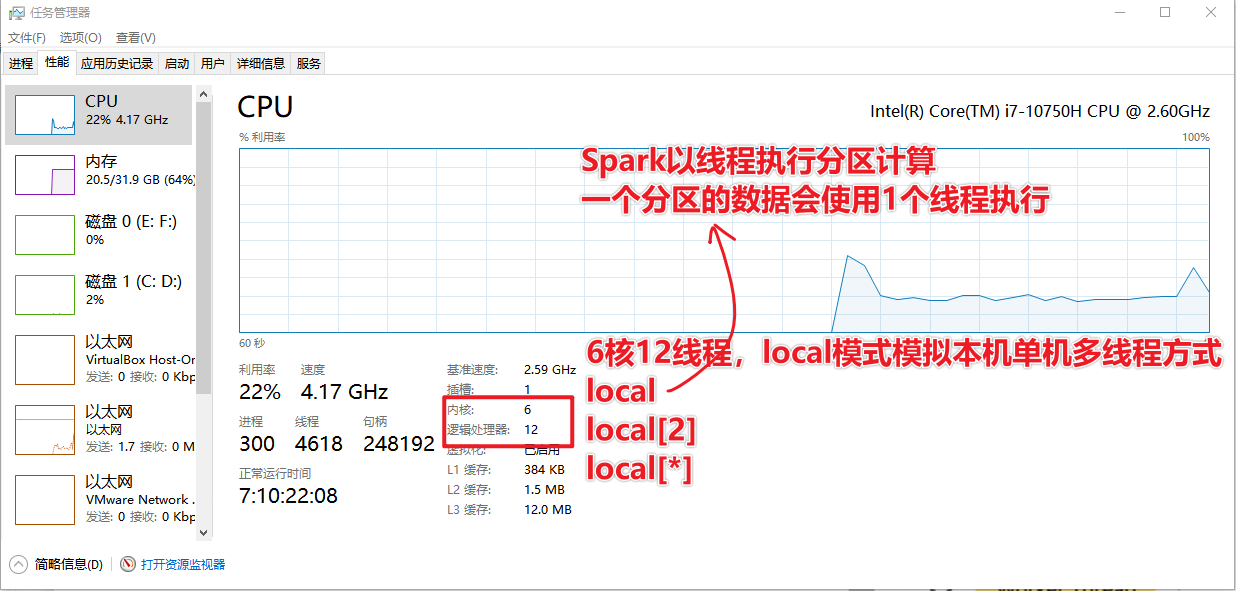 任务管理器
文件(F) 选项(O) 查看(V)
进程 性能 应用历史记录 启动 用户 详细信息 服务
CPU
22% 4.17 GHz
内存
20.5/31.9 GB (64%)
磁盘 0 (E: F:)
0%
磁盘 1 (C: D:)
2%
以太网
VirtualBox Host-Or
发送: 0 接收: 0 Kbp
以太网
以太网
发送: 1.7 接收: 0 M
以太网
VMware Network .
发送: 0 接收: 0 Kbp
CPU
Intel(R) Core(TM) i7-10750H CPU @ 2.60GHz
% 利用率
100%
Spark以线程执行分区计算
一个分区的数据会使用1个线程执行
60 秒
6核12线程，local模式模拟本机单机多线程方式
local
local[2]
local[*]
利用率 速度
22% 4.17 GHz
进程 线程 句柄
300 4618 248192
正常运行时间
7:10:22:08
基准速度: 2.59 GHz
插槽: 1
内核: 6
逻辑处理器: 12
虚拟化: 已启用
L1 缓存: 384 KB
L2 缓存: 1.5 MB
L3 缓存: 12.0 MB
简略信息(D)
打开资源监视器